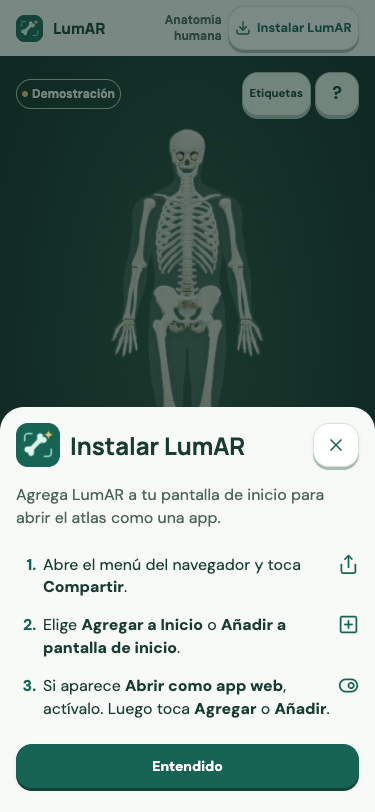 LumAR
Anatomía
humana
Instalar LumAR
Demostración
Etiquetas
?
Instalar LumAR
Agrega LumAR a tu pantalla de inicio para
abrir el atlas como una app.
1. Abre el menú del navegador y toca
Compartir.
2. Elige Agregar a Inicio o Añadir a
pantalla de inicio.
3. Si aparece Abrir como app web,
actívalo. Luego toca Agregar o Añadir.
Entendido